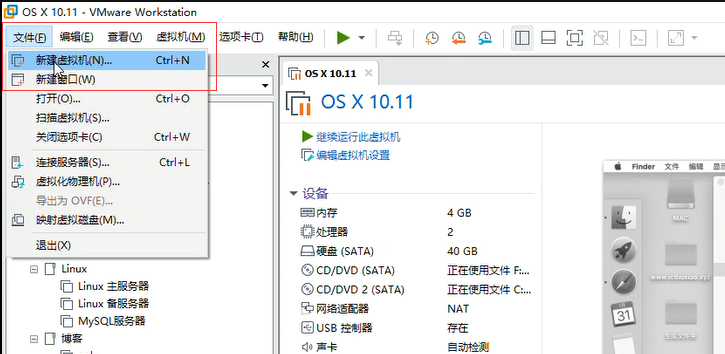 OS X 10.11 - VMware Workstation
文件(F) 编辑(E) 查看(V) 虚拟机(M) 选项卡(T) 帮助(H)
新建虚拟机(N)... Ctrl+N
新建窗口(W)
打开(O)... Ctrl+O
扫描虚拟机(S)...
关闭选项卡(C) Ctrl+W
连接服务器(S)... Ctrl+L
虚拟化物理机(P)...
导出为 OVF(E)...
映射虚拟磁盘(M)...
退出(X)
Linux
Linux 主服务器
Linux 备服务器
MySQL服务器
博客
OS X 10.11
OS X 10.11
继续运行此虚拟机
编辑虚拟机设置
设备
内存 4 GB
处理器 2
硬盘 (SATA) 40 GB
CD/DVD (SATA) 正在使用文件 F:...
CD/DVD 2 (SATA) 正在使用文件 C:...
网络适配器 NAT
USB 控制器 存在
声卡 自动检测
Finder 文件 编辑 显示
MAC
31